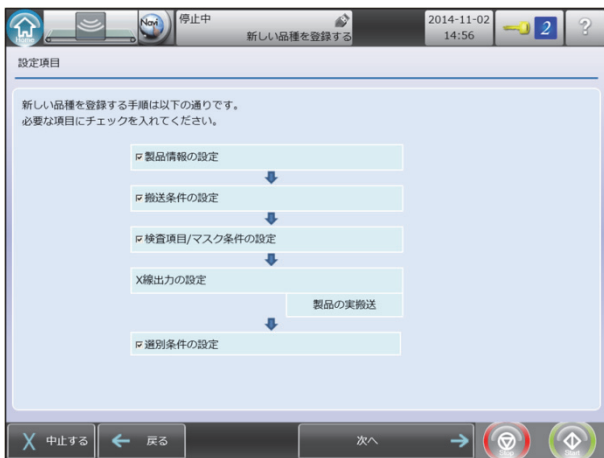 停止中
新しい品種を登録する
2014-11-02
14:56
2
?
Home
Navi
設定項目
新しい品種を登録する手順は以下の通りです。
必要な項目にチェックを入れてください。
製品情報の設定
搬送条件の設定
検査項目/マスク条件の設定
X線出力の設定
製品の実搬送
選別条件の設定
中止する
戻る
次へ
Stop
Start